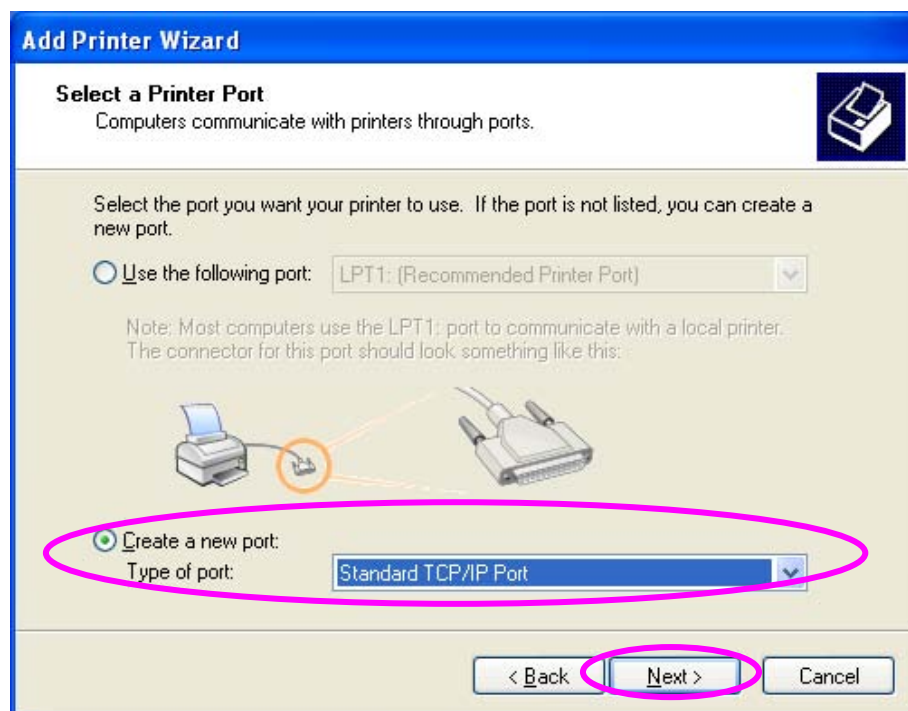 Add Printer Wizard
Select a Printer Port
Computers communicate with printers through ports.
Select the port you want your printer to use. If the port is not listed, you can create a
new port.
Use the following port: LPT1: (Recommended Printer Port)
Note: Most computers use the LPT1: port to communicate with a local printer.
The connector for this port should look something like this:
Create a new port:
Type of port: Standard TCP/IP Port
< Back Next > Cancel